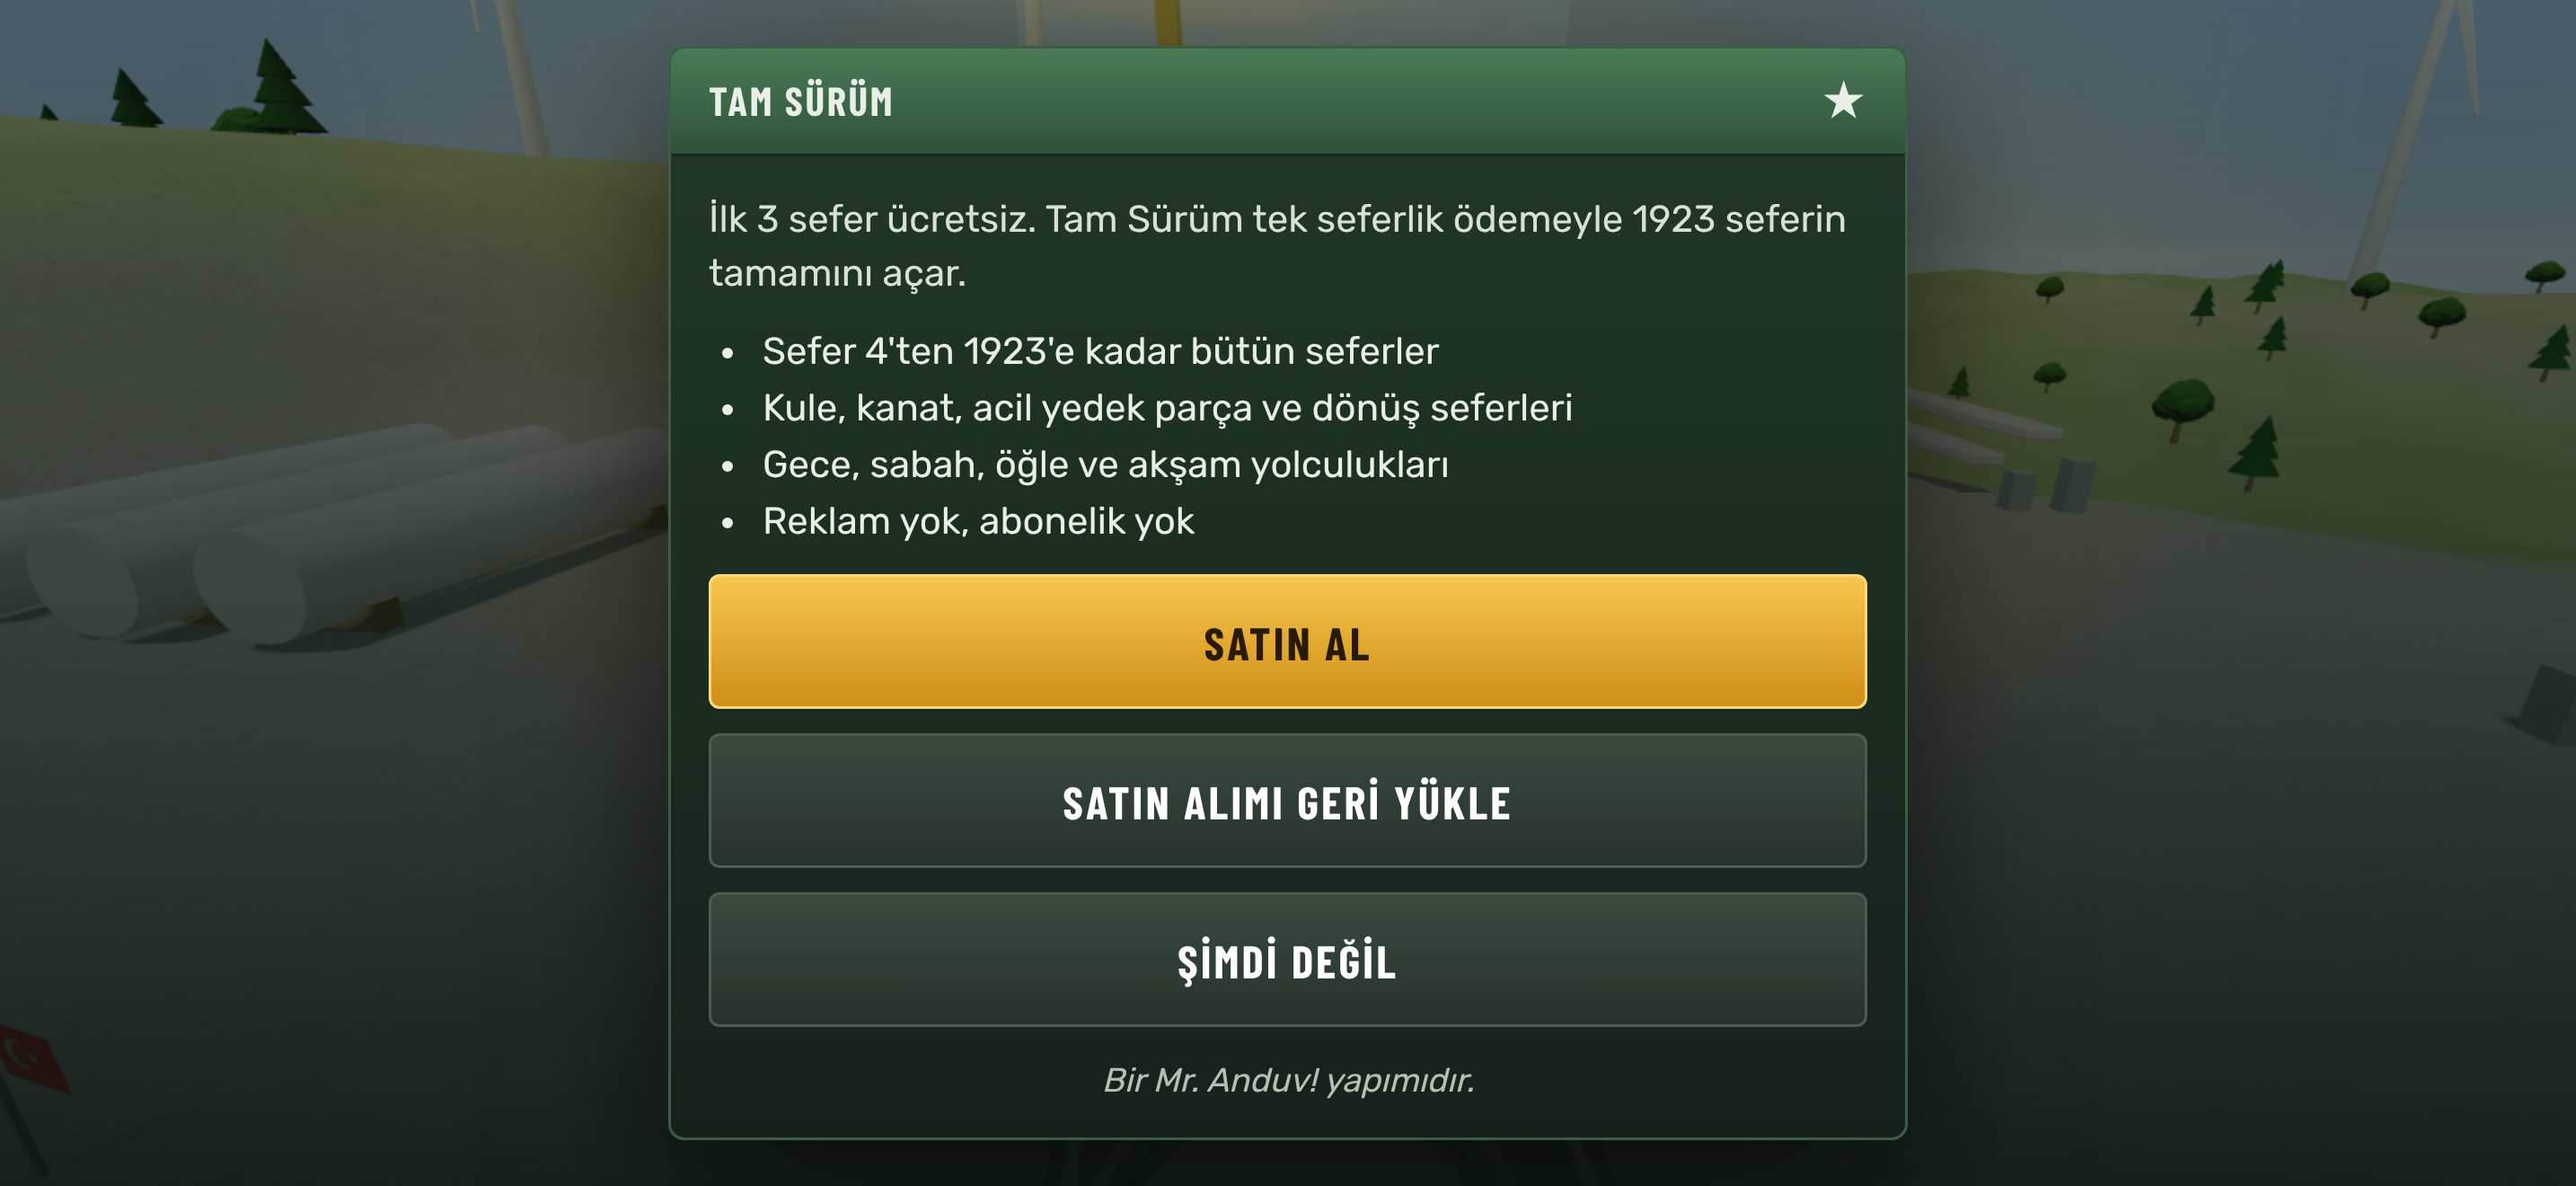 TAM SÜRÜM
İlk 3 sefer ücretsiz. Tam Sürüm tek seferlik ödemeyle 1923 seferin
tamamını açar.
Sefer 4'ten 1923'e kadar bütün seferler
Kule, kanat, acil yedek parça ve dönüş seferleri
Gece, sabah, öğle ve akşam yolculukları
Reklam yok, abonelik yok
SATIN AL
SATIN ALIMI GERİ YÜKLE
ŞİMDİ DEĞİL
Bir Mr. Anduv! yapımıdır.